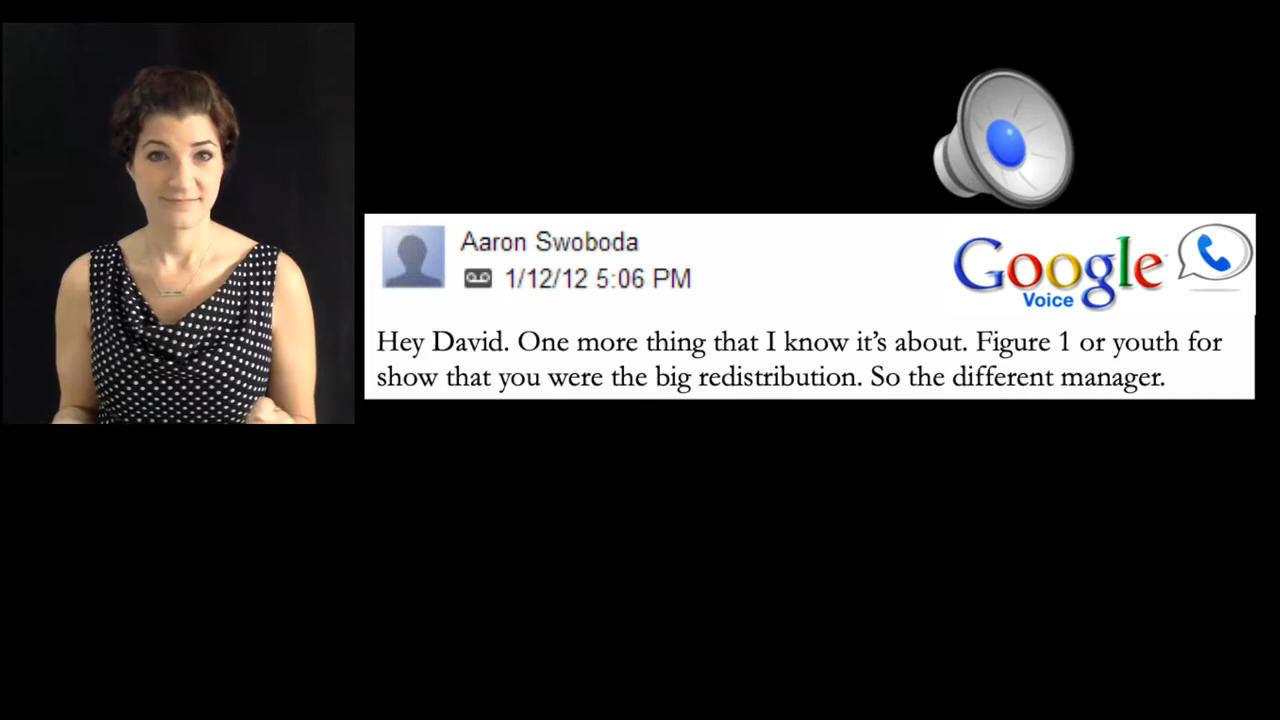 Aaron Swoboda
1/12/12 5:06 PM
Google
Voice
Hey David. One more thing that I know it's about. Figure 1 or youth for
show that you were the big redistribution. So the different manager.